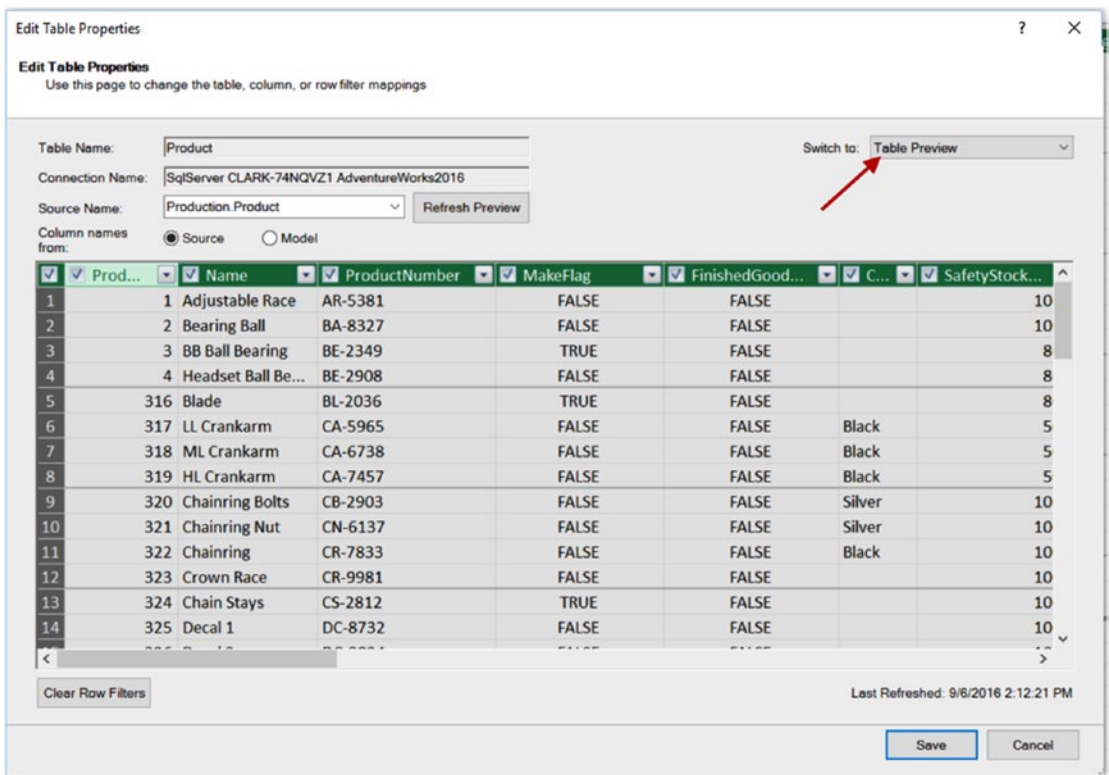 Edit Table Properties ? X
Edit Table Properties
Use this page to change the table, column, or row filter mappings
Table Name: Product Switch to: Table Preview
Connection Name: SqlServer CLARK-74NQVZ1 AdventureWorks2016
Source Name: Production.Product Refresh Preview
Column names from: Source Model
Prod... Name ProductNumber MakeFlag FinishedGood... C... SafetyStock...
1 1 Adjustable Race AR-5381 FALSE FALSE 10
2 2 Bearing Ball BA-8327 FALSE FALSE 10
3 3 BB Ball Bearing BE-2349 TRUE FALSE 8
4 4 Headset Ball Be... BE-2908 FALSE FALSE 8
5 316 Blade BL-2036 TRUE FALSE 8
6 317 LL Crankarm CA-5965 FALSE FALSE Black 5
7 318 ML Crankarm CA-6738 FALSE FALSE Black 5
8 319 HL Crankarm CA-7457 FALSE FALSE Black 5
9 320 Chainring Bolts CB-2903 FALSE FALSE Silver 10
10 321 Chainring Nut CN-6137 FALSE FALSE Silver 10
11 322 Chainring CR-7833 FALSE FALSE Black 10
12 323 Crown Race CR-9981 FALSE FALSE 10
13 324 Chain Stays CS-2812 TRUE FALSE 10
14 325 Decal 1 DC-8732 FALSE FALSE 10
Clear Row Filters Last Refreshed: 9/6/2016 2:12:21 PM
Save Cancel